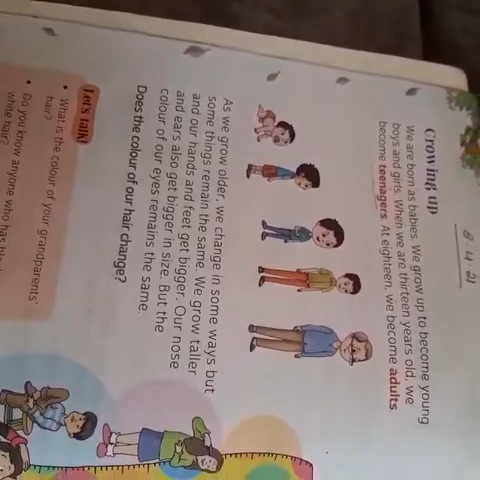 8.4.21
Growing up
We are born as babies. We grow up to become young
boys and girls. When we are thirteen years old, we
become teenagers. At eighteen, we become adults.
As we grow older, we change in some ways but
some things remain the same. We grow taller
and our hands and feet get bigger. Our nose
and ears also get bigger in size. But the
colour of our eyes remains the same.
Does the colour of our hair change?
Let's talk!
• What is the colour of your grandparents'
hair?
• Do you know anyone who has
white hair?